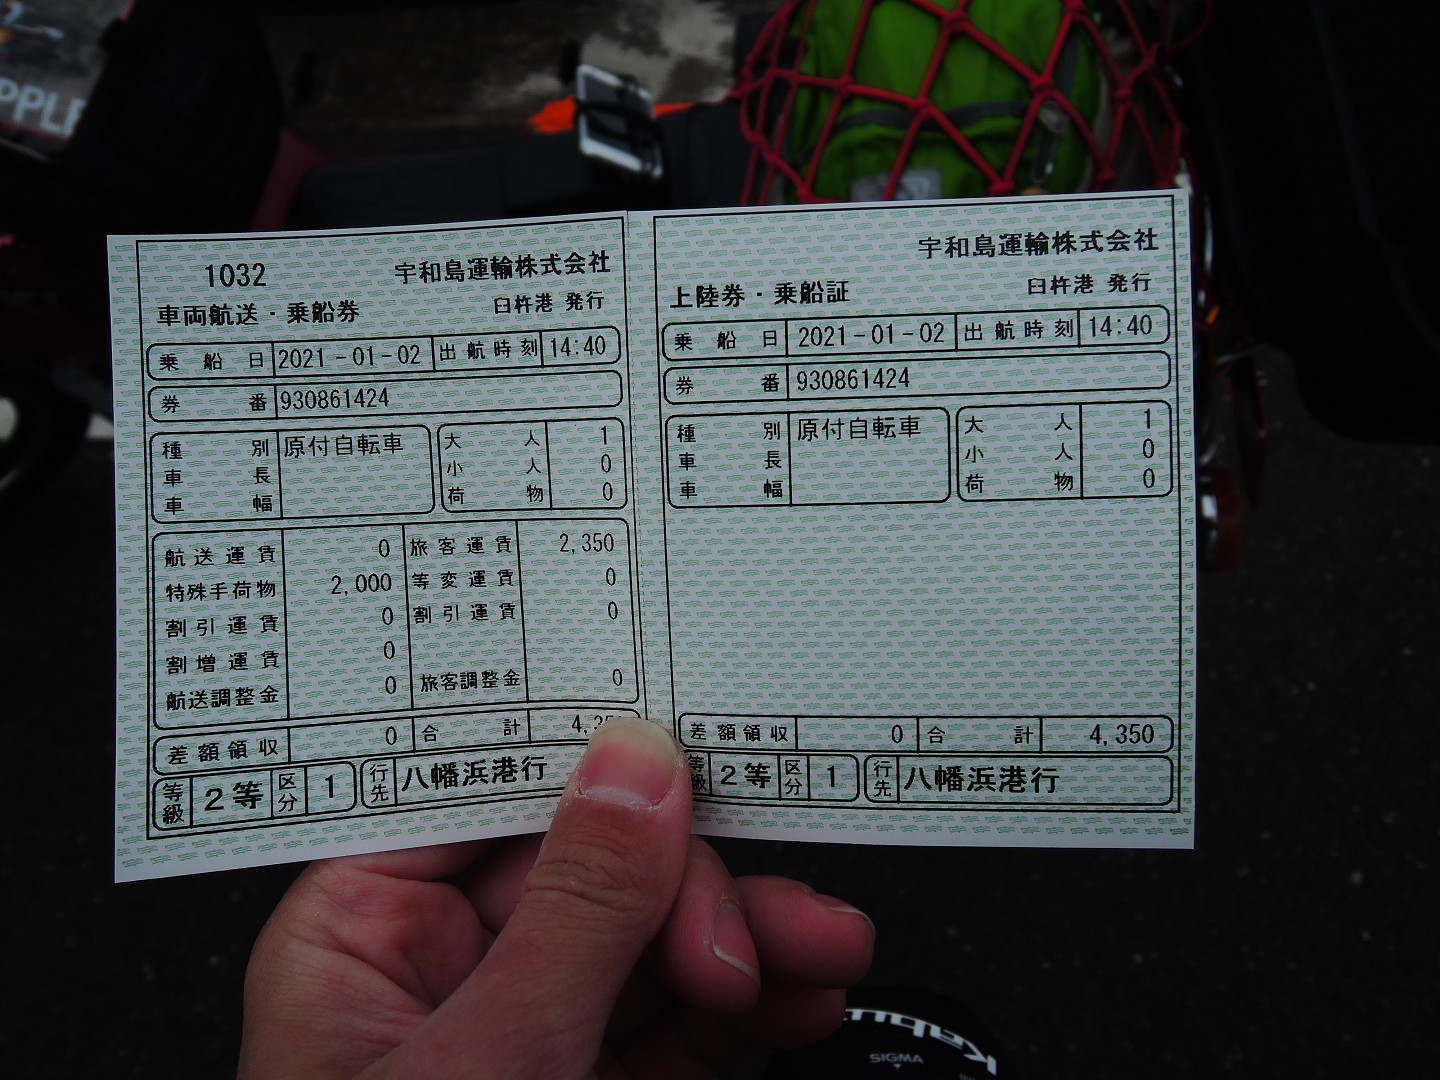 PPLE
1032 宇和島運輸株式会社
車両航送・乗船券 臼杵港 発行
乗船日 2021-01-02 出航時刻 14:40
券番 930861424
種別 原付自転車 大人 1
車長 小人 0
車幅 荷物 0
航送運賃 0 旅客運賃 2,350
特殊手荷物 2,000 等変運賃 0
割引運賃 0 割引運賃 0
割増運賃 0
航送調整金 0 旅客調整金 0
差額領収 0 合計 4,35
等級 2等 区分 1 行先 八幡浜港行
宇和島運輸株式会社
上陸券・乗船証 臼杵港 発行
乗船日 2021-01-02 出航時刻 14:40
券番 930861424
種別 原付自転車 大人 1
車長 小人 0
車幅 荷物 0
差額領収 0 合計 4,350
等級 2等 区分 1 行先 八幡浜港行
SIGMA